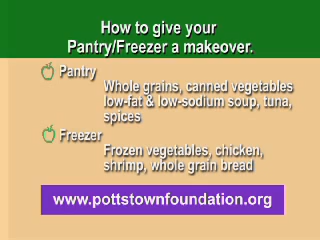 How to give your
Pantry/Freezer a makeover.
Pantry
Whole grains, canned vegetables
low-fat & low-sodium soup, tuna,
spices
Freezer
Frozen vegetables, chicken,
shrimp, whole grain bread
www.pottstownfoundation.org